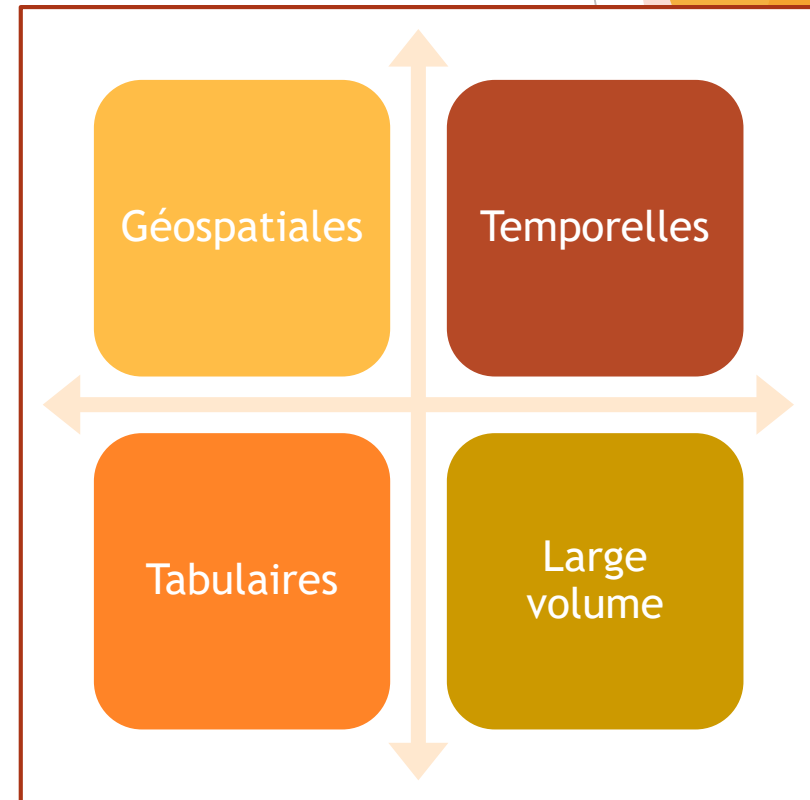 Géospatiales
Temporelles
Tabulaires
Large
volume